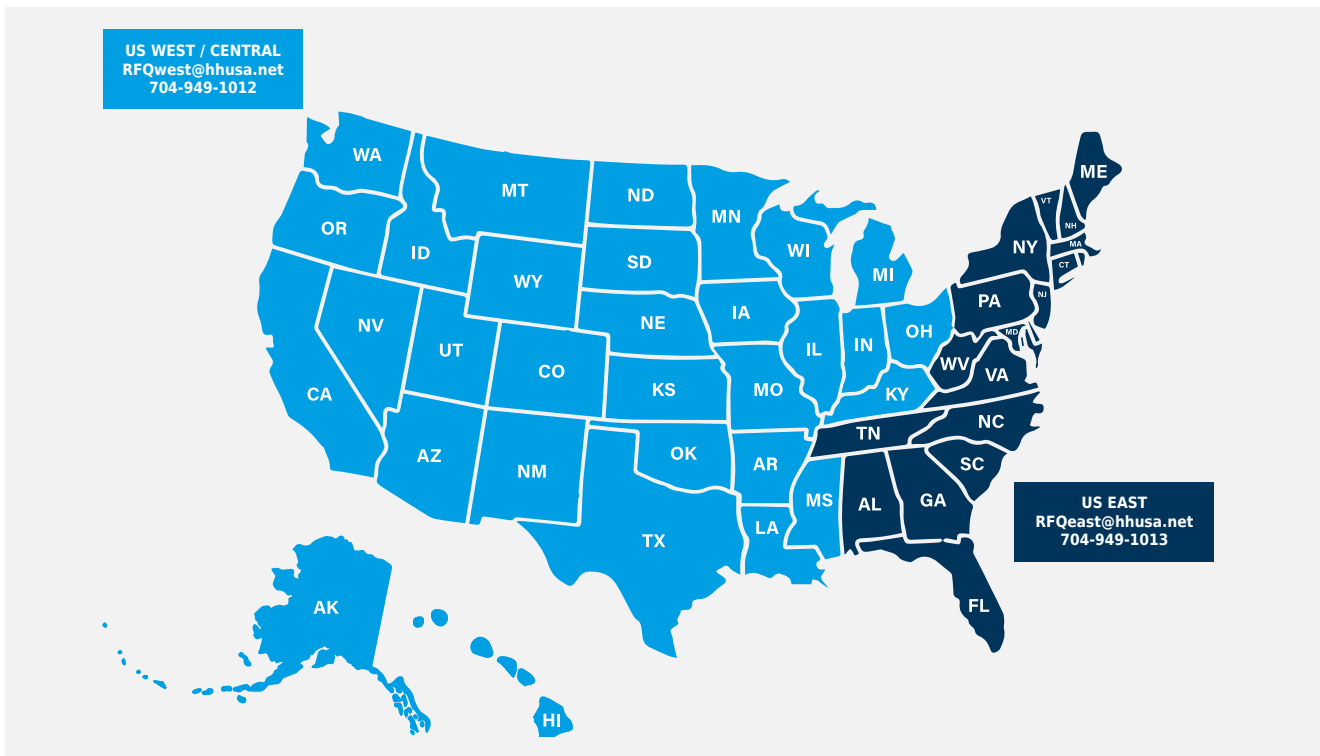 US WEST / CENTRAL
RFQwest@hhusa.net
704-949-1012
WA
MT
ND
MN
OR
ID
WY
SD
WI
MI
ME
VT
NH
NY
MA
CT
NV
UT
CO
NE
IA
IL
IN
OH
PA
NJ
MD
CA
AZ
NM
KS
MO
KY
WV
VA
OK
AR
TN
NC
SC
TX
LA
MS
AL
GA
FL
US EAST
RFQeast@hhusa.net
704-949-1013
AK
HI